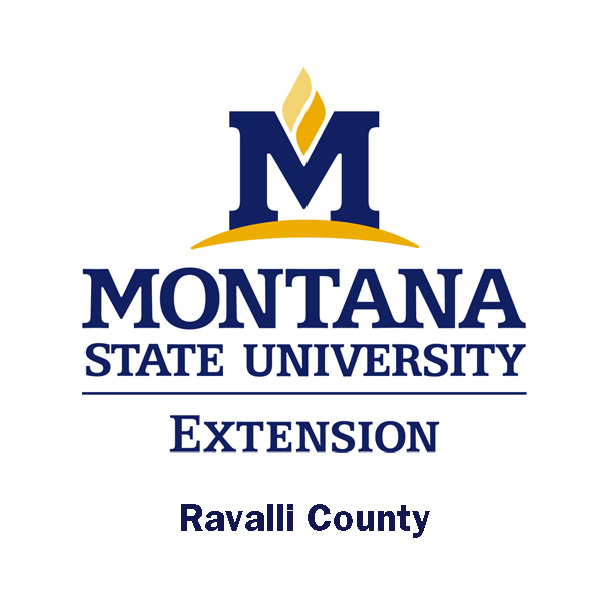 M
MONTANA
STATE UNIVERSITY
EXTENSION
Ravalli County